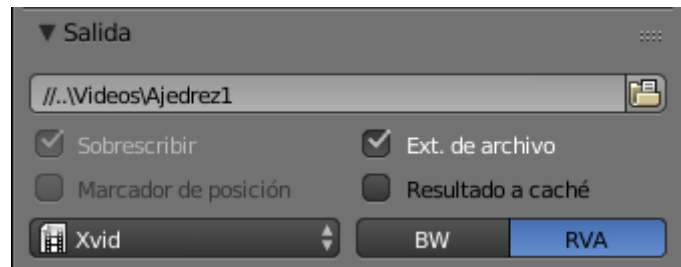 Salida
//..\Videos\Ajedrez1
Sobrescribir Ext. de archivo
Marcador de posición Resultado a caché
Xvid BW RVA